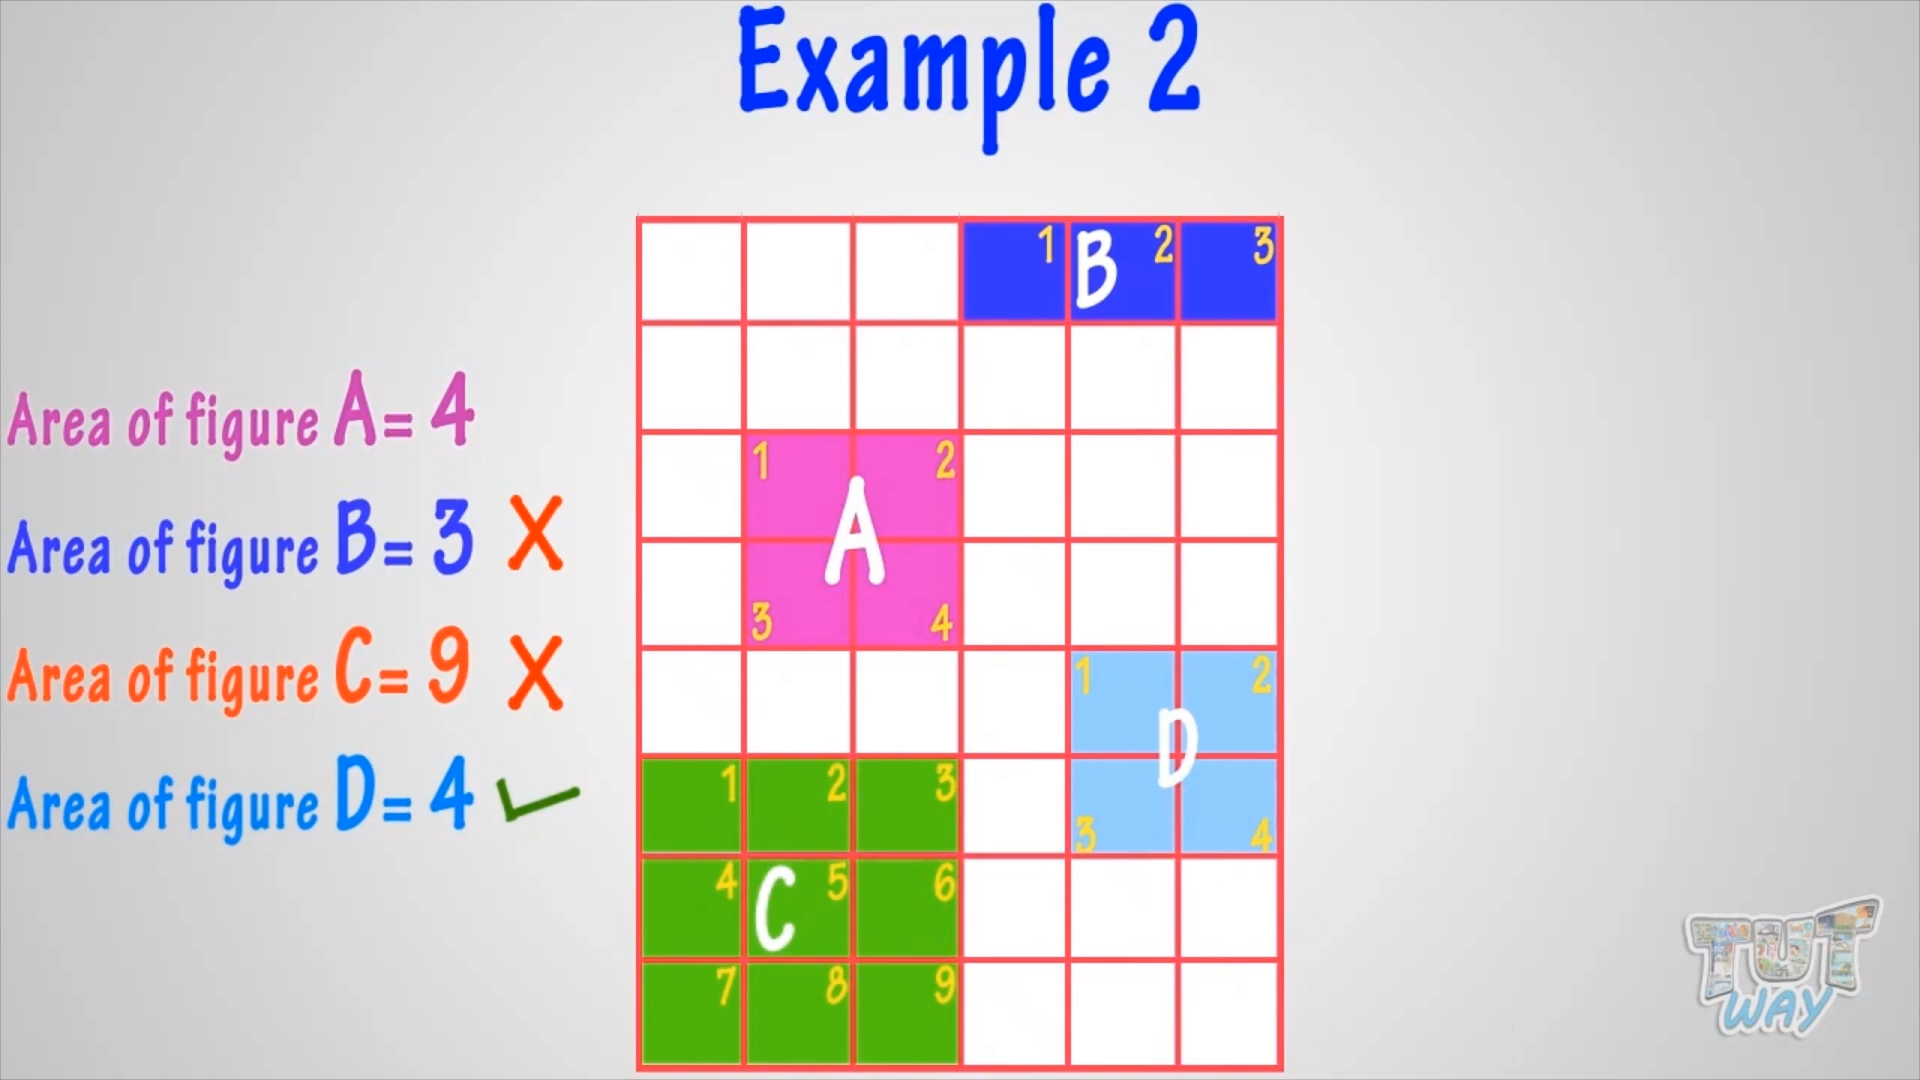 Example 2
1 B 2 3
Area of figure A= 4
1 2
A
3 4
Area of figure B= 3 X
Area of figure C= 9 X
1 2
D
3 4
Area of figure D= 4 ✓
1 2 3
4 C 5 6
7 8 9
TUT
WAY